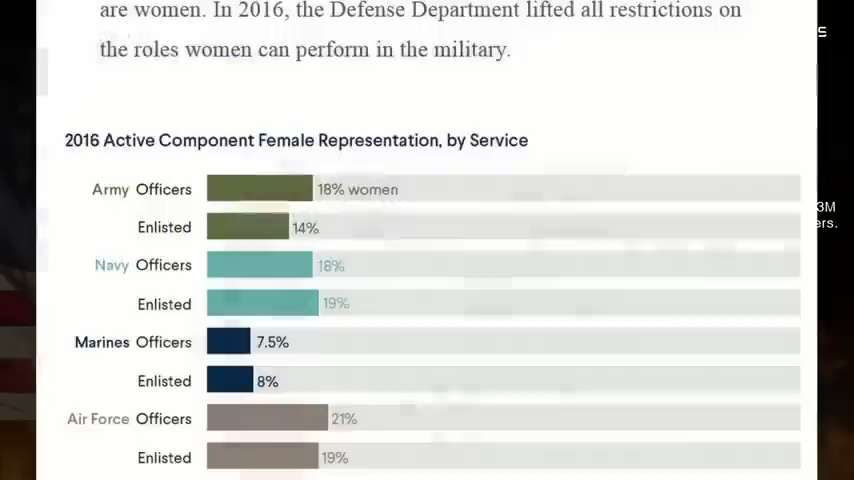 are women. In 2016, the Defense Department lifted all restrictions on
the roles women can perform in the military.
2016 Active Component Female Representation, by Service
Army Officers 18% women
Enlisted 14%
Navy Officers 18%
Enlisted 19%
Marines Officers 7.5%
Enlisted 8%
Air Force Officers 21%
Enlisted 19%
3M